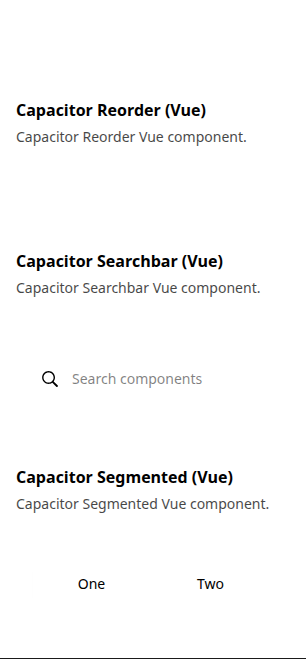 Capacitor Reorder (Vue)
Capacitor Reorder Vue component.
Capacitor Searchbar (Vue)
Capacitor Searchbar Vue component.
Search components
Capacitor Segmented (Vue)
Capacitor Segmented Vue component.
One Two